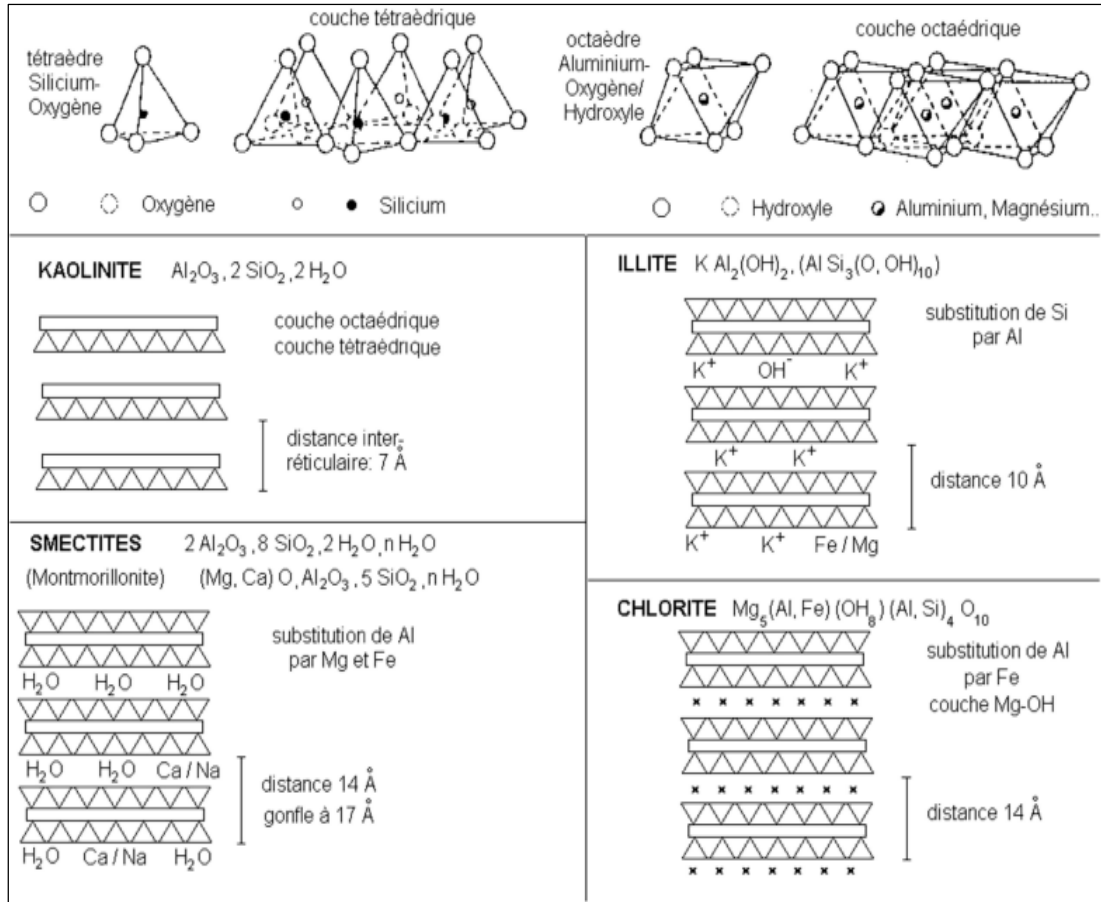 couche tétraèdrique
tétraèdre
Silicium-
Oxygène
Oxygène
Silicium
couche octaédrique
octaèdre
Aluminium-
Oxygène/
Hydroxyle
Hydroxyle
Aluminium, Magnésium..
KAOLINITE Al₂O₃, 2 SiO₂, 2 H₂O
couche octaédrique
couche tétraédrique
distance inter-
réticulaire: 7 Å
SMECTITES 2 Al₂O₃, 8 SiO₂, 2 H₂O, n H₂O
(Montmorillonite) (Mg, Ca) O, Al₂O₃, 5 SiO₂, n H₂O
substitution de Al
par Mg et Fe
H₂O H₂O H₂O
H₂O H₂O Ca / Na
distance 14 Å
gonfle à 17 Å
H₂O Ca / Na H₂O
ILLITE K Al₂(OH)₂, (Al Si₃(O, OH)₁₀)
substitution de Si
par Al
K⁺ OH⁻ K⁺
K⁺ K⁺
distance 10 Å
K⁺ K⁺ Fe / Mg
CHLORITE Mg₅(Al, Fe) (OH₈) (Al, Si)₄ O₁₀
substitution de Al
par Fe
couche Mg-OH
distance 14 Å